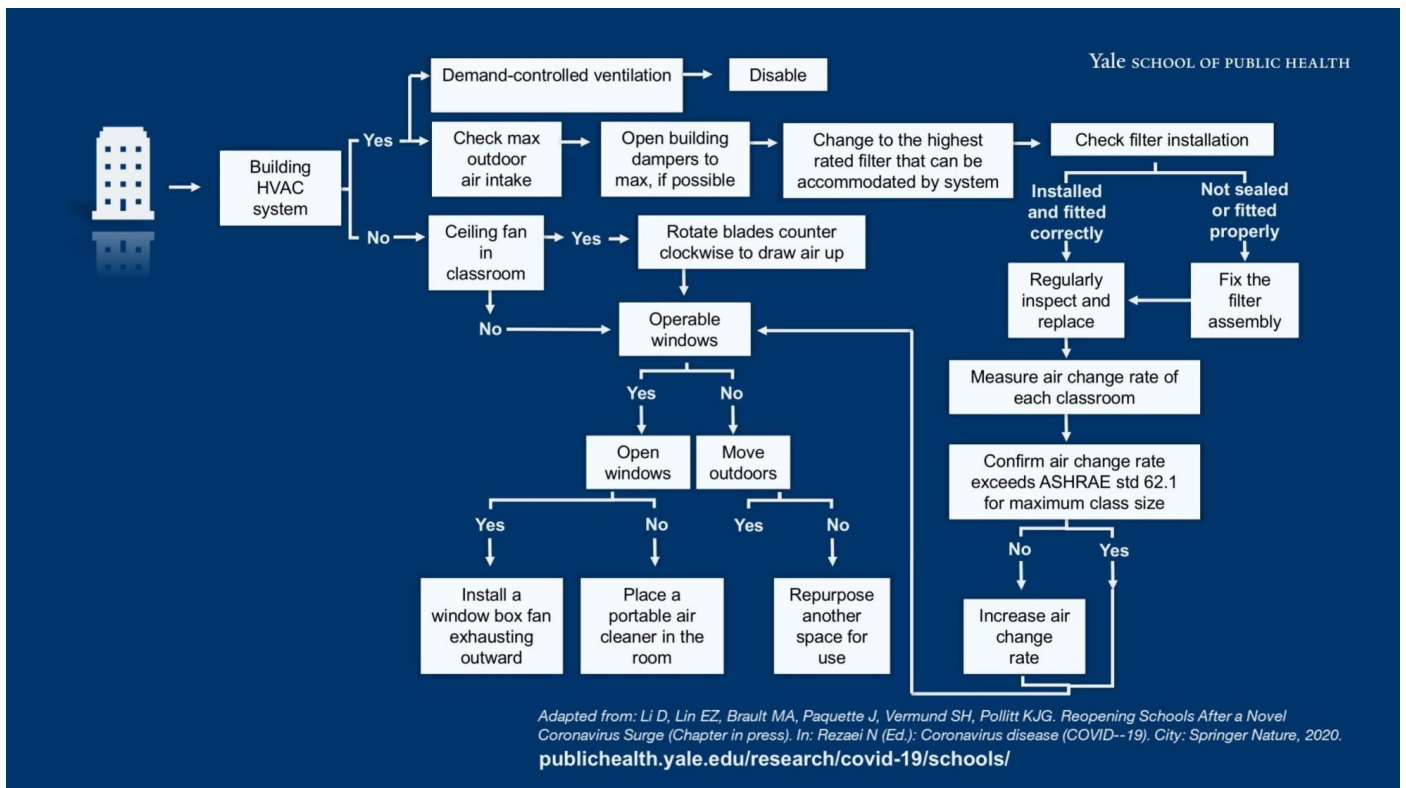 Yale SCHOOL OF PUBLIC HEALTH
Demand-controlled ventilation
Disable
Building
HVAC
system
Yes
Check max
outdoor
air intake
Open building
dampers to
max, if possible
Change to the highest
rated filter that can be
accommodated by system
Check filter installation
Installed
and fitted
correctly
Not sealed
or fitted
properly
No
Ceiling fan
in
classroom
Yes
Rotate blades counter
clockwise to draw air up
Regularly
inspect and
replace
Fix the
filter
assembly
No
Operable
windows
Measure air change rate of
each classroom
Yes
No
Open
windows
Move
outdoors
Confirm air change rate
exceeds ASHRAE std 62.1
for maximum class size
Yes
No
Yes
No
No
Yes
Install a
window box fan
exhausting
outward
Place a
portable air
cleaner in the
room
Repurpose
another
space for
use
Increase air
change
rate
Adapted from: Li D, Lin EZ, Brault MA, Paquette J, Vermund SH, Pollitt KJG. Reopening Schools After a Novel
Coronavirus Surge (Chapter in press). In: Rezaei N (Ed.): Coronavirus disease (COVID--19). City: Springer Nature, 2020.
publichealth.yale.edu/research/covid-19/schools/